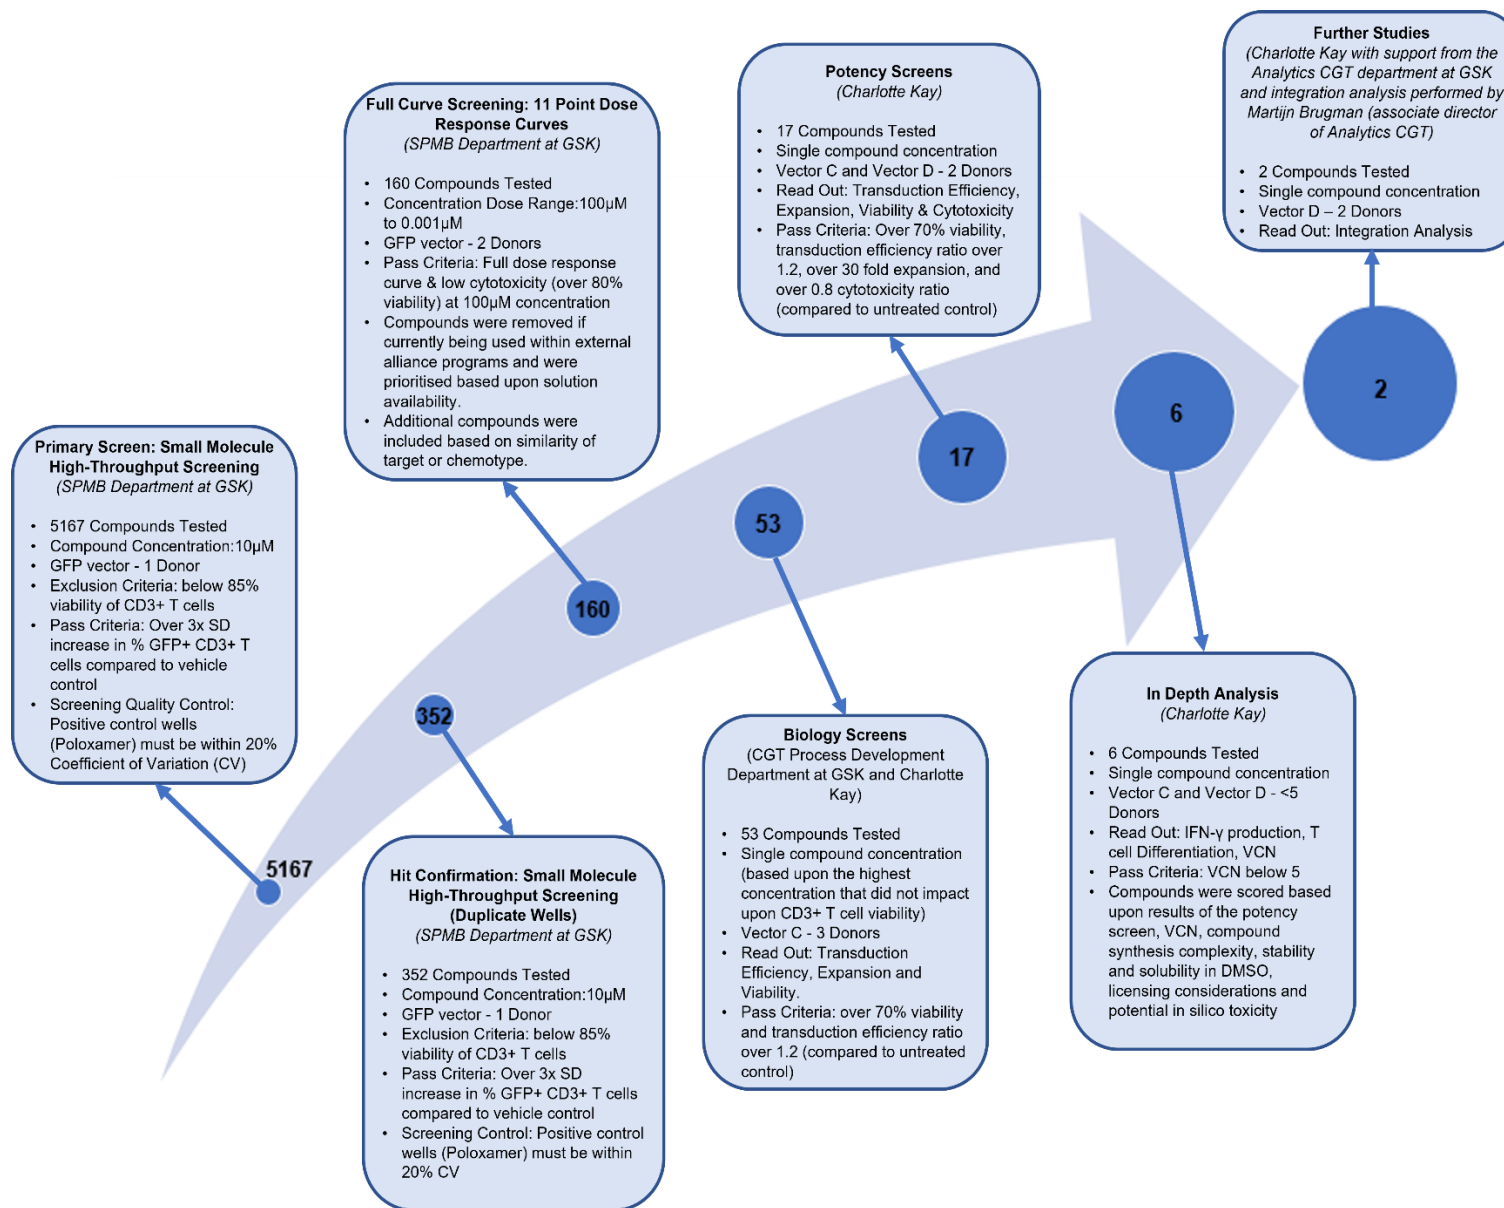 Primary Screen: Small Molecule
High-Throughput Screening
(SPMB Department at GSK)
• 5167 Compounds Tested
• Compound Concentration:10µM
• GFP vector - 1 Donor
• Exclusion Criteria: below 85%
viability of CD3+ T cells
• Pass Criteria: Over 3x SD
increase in % GFP+ CD3+ T
cells compared to vehicle
control
• Screening Quality Control:
Positive control wells
(Poloxamer) must be within 20%
Coefficient of Variation (CV)
5167
Hit Confirmation: Small Molecule
High-Throughput Screening
(Duplicate Wells)
(SPMB Department at GSK)
• 352 Compounds Tested
• Compound Concentration:10µM
• GFP vector - 1 Donor
• Exclusion Criteria: below 85%
viability of CD3+ T cells
• Pass Criteria: Over 3x SD
increase in % GFP+ CD3+ T cells
compared to vehicle control
• Screening Control: Positive control
wells (Poloxamer) must be within
20% CV
352
Full Curve Screening: 11 Point Dose
Response Curves
(SPMB Department at GSK)
• 160 Compounds Tested
• Concentration Dose Range:100µM
to 0.001µM
• GFP vector - 2 Donors
• Pass Criteria: Full dose response
curve & low cytotoxicity (over 80%
viability) at 100µM concentration
• Compounds were removed if
currently being used within external
alliance programs and were
prioritised based upon solution
availability.
• Additional compounds were
included based on similarity of
target or chemotype.
160
Biology Screens
(CGT Process Development
Department at GSK and Charlotte
Kay)
• 53 Compounds Tested
• Single compound concentration
(based upon the highest
concentration that did not impact
upon CD3+ T cell viability)
• Vector C - 3 Donors
• Read Out: Transduction
Efficiency, Expansion and
Viability.
• Pass Criteria: over 70% viability
and transduction efficiency ratio
over 1.2 (compared to untreated
control)
53
Potency Screens
(Charlotte Kay)
• 17 Compounds Tested
• Single compound concentration
• Vector C and Vector D - 2 Donors
• Read Out: Transduction Efficiency,
Expansion, Viability & Cytotoxicity
• Pass Criteria: Over 70% viability,
transduction efficiency ratio over
1.2, over 30 fold expansion, and
over 0.8 cytotoxicity ratio
(compared to untreated control)
17
In Depth Analysis
(Charlotte Kay)
• 6 Compounds Tested
• Single compound concentration
• Vector C and Vector D - <5
Donors
• Read Out: IFN-γ production, T
cell Differentiation, VCN
• Pass Criteria: VCN below 5
• Compounds were scored based
upon results of the potency
screen, VCN, compound
synthesis complexity, stability
and solubility in DMSO,
licensing considerations and
potential in silico toxicity
6
Further Studies
(Charlotte Kay with support from the
Analytics CGT department at GSK
and integration analysis performed by
Martijn Brugman (associate director
of Analytics CGT)
• 2 Compounds Tested
• Single compound concentration
• Vector D – 2 Donors
• Read Out: Integration Analysis
2